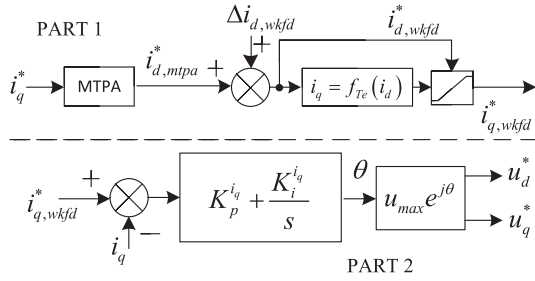 PART 1
Δi_{d,wkfd}
+
i^*_{d,wkfd}
i^*_q
MTPA
i^*_{d,mtpa}
+
i_q = f_{Te}(i_d)
i^*_{q,wkfd}
i^*_{q,wkfd}
+
i_q
−
K_p^{i_q} + \frac{K_i^{i_q}}{s}
θ
u_{max}e^{jθ}
u^*_d
u^*_q
PART 2